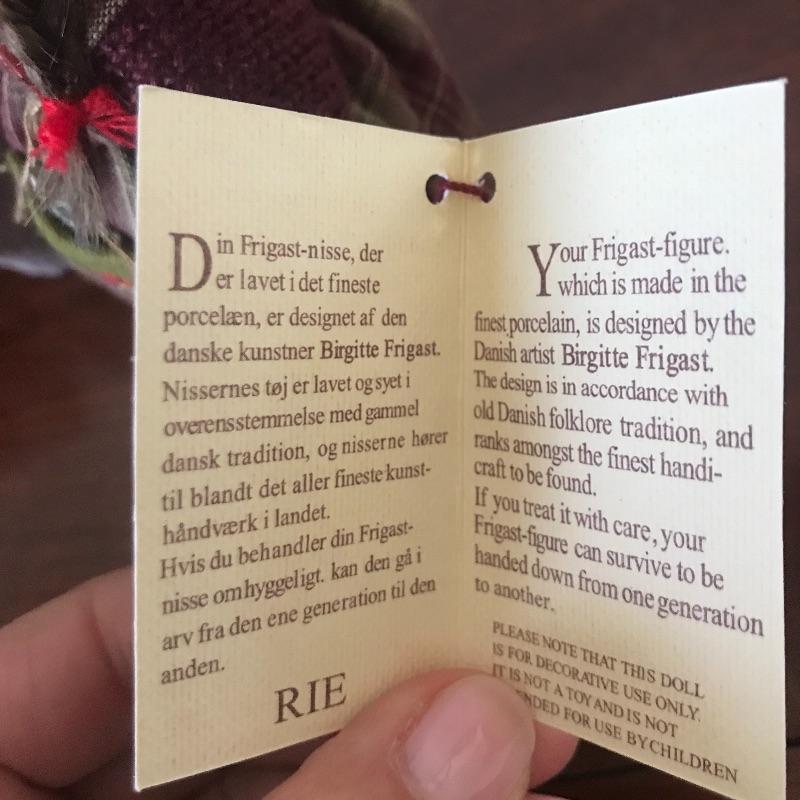 Din Frigast-nisse, der
er lavet i det fineste
porcelæn, er designet af den
danske kunstner Birgitte Frigast.
Nissernes tøj er lavet og syet i
overensstemmelse med gammel
dansk tradition, og nisserne hører
til blandt det aller fineste kunst-
håndværk i landet.
Hvis du behandler din Frigast-
nisse omhyggeligt. kan den gå i
arv fra den ene generation til den
anden.
RIE
Your Frigast-figure.
which is made in the
finest porcelain, is designed by the
Danish artist Birgitte Frigast.
The design is in accordance with
old Danish folklore tradition, and
ranks amongst the finest handi-
craft to be found.
If you treat it with care, your
Frigast-figure can survive to be
handed down from one generation
to another.
PLEASE NOTE THAT THIS DOLL
IS FOR DECORATIVE USE ONLY.
IT IS NOT A TOY AND IS NOT
FOR USE BY CHILDREN